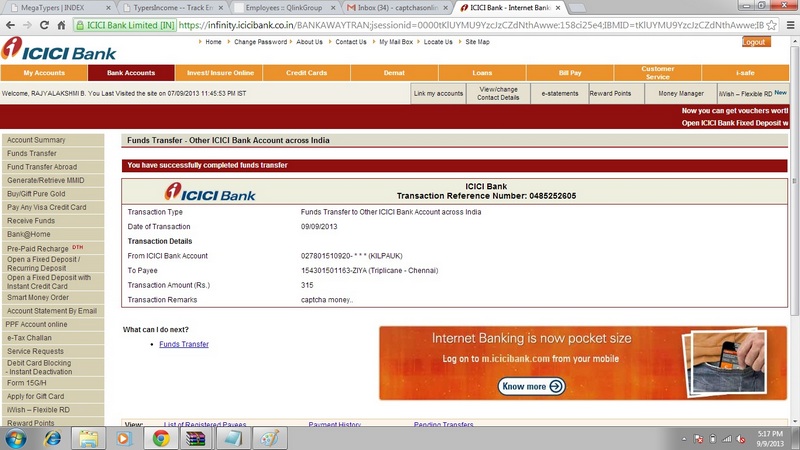 MegaTypers | INDEX
TypersIncome -- Track Ea
Employees :: QlinkGroup
Inbox (34) - captchasonlin
ICICI Bank - Internet Bank
ICICI Bank Limited [IN]
https://infinity.icicibank.co.in/BANKAWAYTRAN;jsessionid=
ICICI Bank
Home
Change Password
About Us
Contact Us
My Mail Box
Locate Us
Site Map
Logout
My Accounts
Bank Accounts
Invest/ Insure Online
Credit Cards
Demat
Loans
Bill Pay
Customer Service
i-safe
Welcome, RAJYALAKSHMI B. You Last Visited the site on 07/09/2013 11:45:53 PM IST
Link my accounts
View/change
Contact Details
e-statements
Reward Points
Money Manager
iWish – Flexible RD New
Now you can get vouchers wort
Open ICICI Bank Fixed Deposit w
Account Summary
Funds Transfer
Fund Transfer Abroad
Generate/Retrieve MMID
Buy/Gift Pure Gold
Pay Any Visa Credit Card
Receive Funds
Bank@Home
Pre-Paid Recharge DTH
Open a Fixed Deposit /
Recurring Deposit
Open a Fixed Deposit with
Instant Credit Card
Smart Money Order
Account Statement By Email
PPF Account online
e-Tax Challan
Service Requests
Debit Card Blocking
- Instant Deactivation
Form 15G/H
Apply for Gift Card
iWish – Flexible RD
Reward Points
Funds Transfer - Other ICICI Bank Account across India
You have successfully completed funds transfer
ICICI Bank
ICICI Bank
Transaction Reference Number: 0485252605
Transaction Type Funds Transfer to Other ICICI Bank Account across India
Date of Transaction 09/09/2013
Transaction Details
From ICICI Bank Account 027801510920- * * * (KILPAUK)
To Payee 154301501163-ZIYA (Triplicane - Chennai)
Transaction Amount (Rs.) 315
Transaction Remarks captcha money..
What can I do next?
Funds Transfer
Internet Banking is now pocket size
Log on to m.icicibank.com from your mobile
Know more
View: List of Registered Payees Payment History Pending Transfers
5:17 PM
9/9/2013